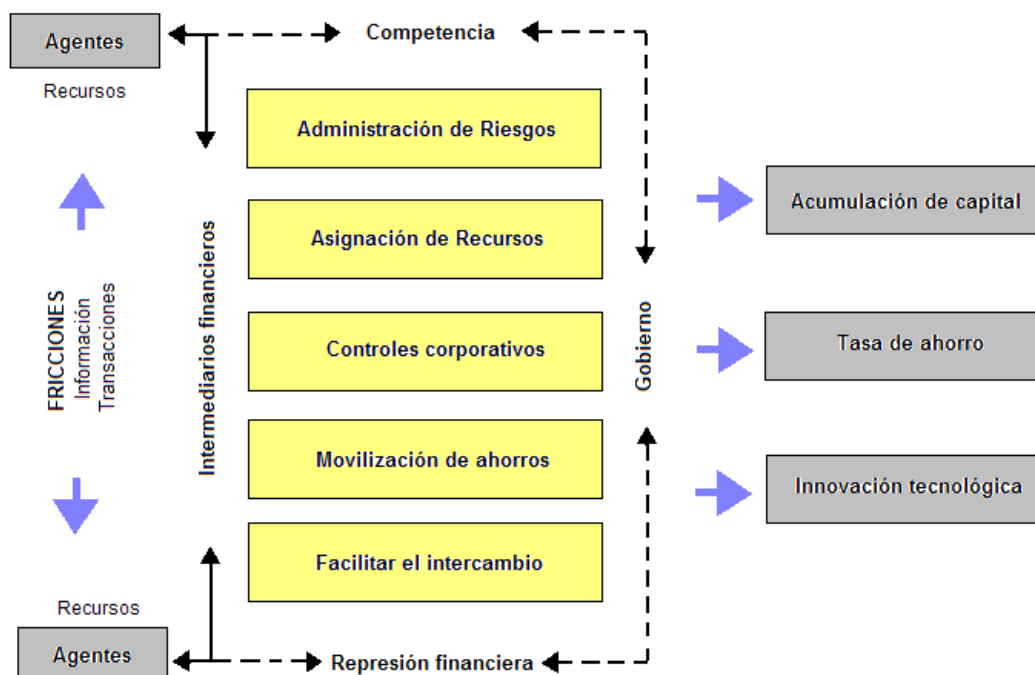 Agentes
Competencia
Recursos
Administración de Riesgos
Asignación de Recursos
Controles corporativos
Movilización de ahorros
Facilitar el intercambio
FRICCIONES
Información
Transacciones
Intermediarios financieros
Gobierno
Acumulación de capital
Tasa de ahorro
Innovación tecnológica
Recursos
Agentes
Represión financiera